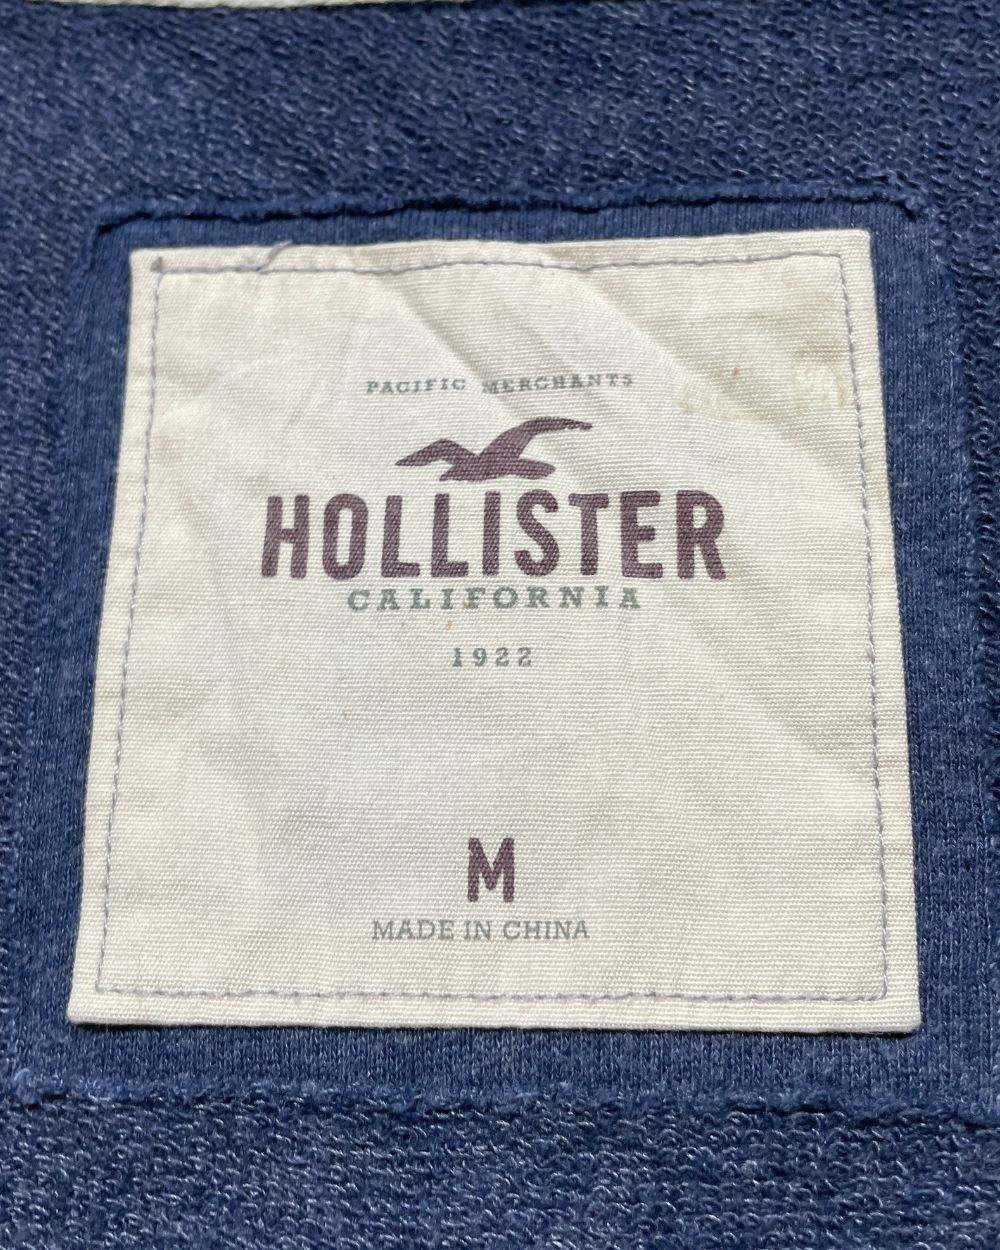 PACIFIC MERCHANTS
HOLLISTER
CALIFORNIA
1922
M
MADE IN CHINA